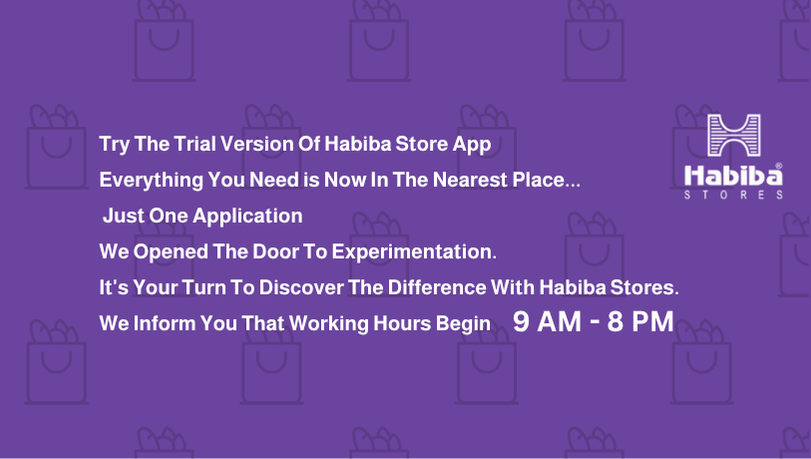 Try The Trial Version Of Habiba Store App
Everything You Need is Now In The Nearest Place...
Just One Application
We Opened The Door To Experimentation.
It's Your Turn To Discover The Difference With Habiba Stores.
We Inform You That Working Hours Begin 9 AM - 8 PM
Habiba®
STORES